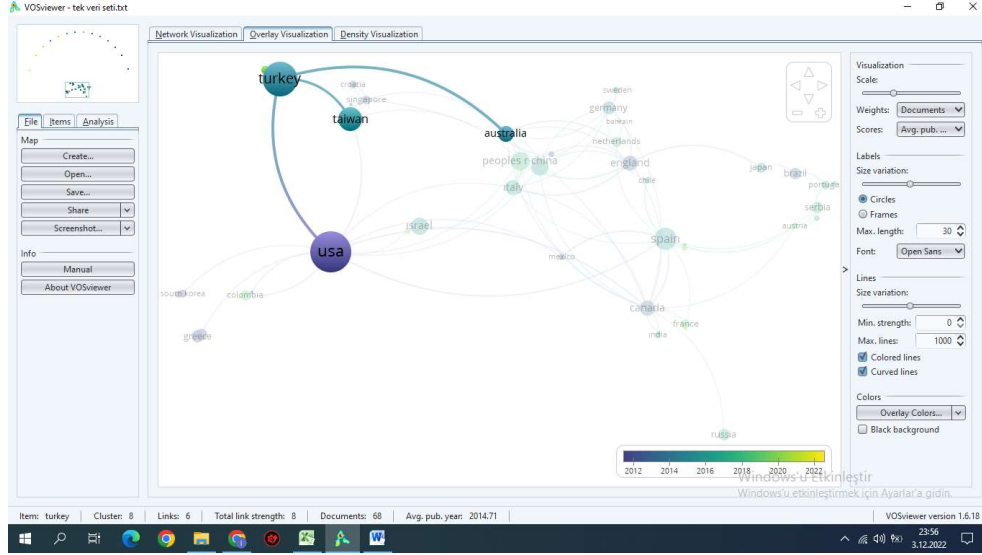 VOSviewer - tek veri seti.txt
Network Visualization
Overlay Visualization
Density Visualization
File
Items
Analysis
Map
Create...
Open...
Save...
Share
Screenshot...
Info
Manual
About VOSviewer
turkey
croatia
singapore
taiwan
australia
sweden
germany
bahrain
netherlands
peoples r china
england
chile
italy
japan
brazil
portuga
serbia
austria
israel
usa
spain
mexico
south korea
colombia
canada
greece
france
india
russia
2012 2014 2016 2018 2020 2022
Windows'u Etkinleştir
Windows'u etkinleştirmek için Ayarlar'a gidin.
>
Visualization
Scale:
Weights: Documents
Scores: Avg. pub. ...
Labels
Size variation:
Circles
Frames
Max. length: 30
Font: Open Sans
Lines
Size variation:
Min. strength: 0
Max. lines: 1000
Colored lines
Curved lines
Colors
Overlay Colors...
Black background
Item: turkey Cluster: 8 Links: 6 Total link strength: 8 Documents: 68 Avg. pub. year: 2014.71
VOSviewer version 1.6.18
23:56
3.12.2022